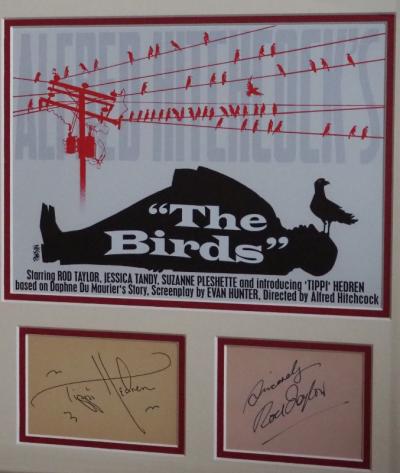 ALFRED HITCHCOCK'S
"The
Birds"
Starring ROD TAYLOR, JESSICA TANDY, SUZANNE PLESHETTE and introducing 'TIPPI' HEDREN
based on Daphne Du Maurier's Story, Screenplay by EVAN HUNTER, Directed by Alfred Hitchcock
Tippi Hedren
Sincerely
Rod Taylor